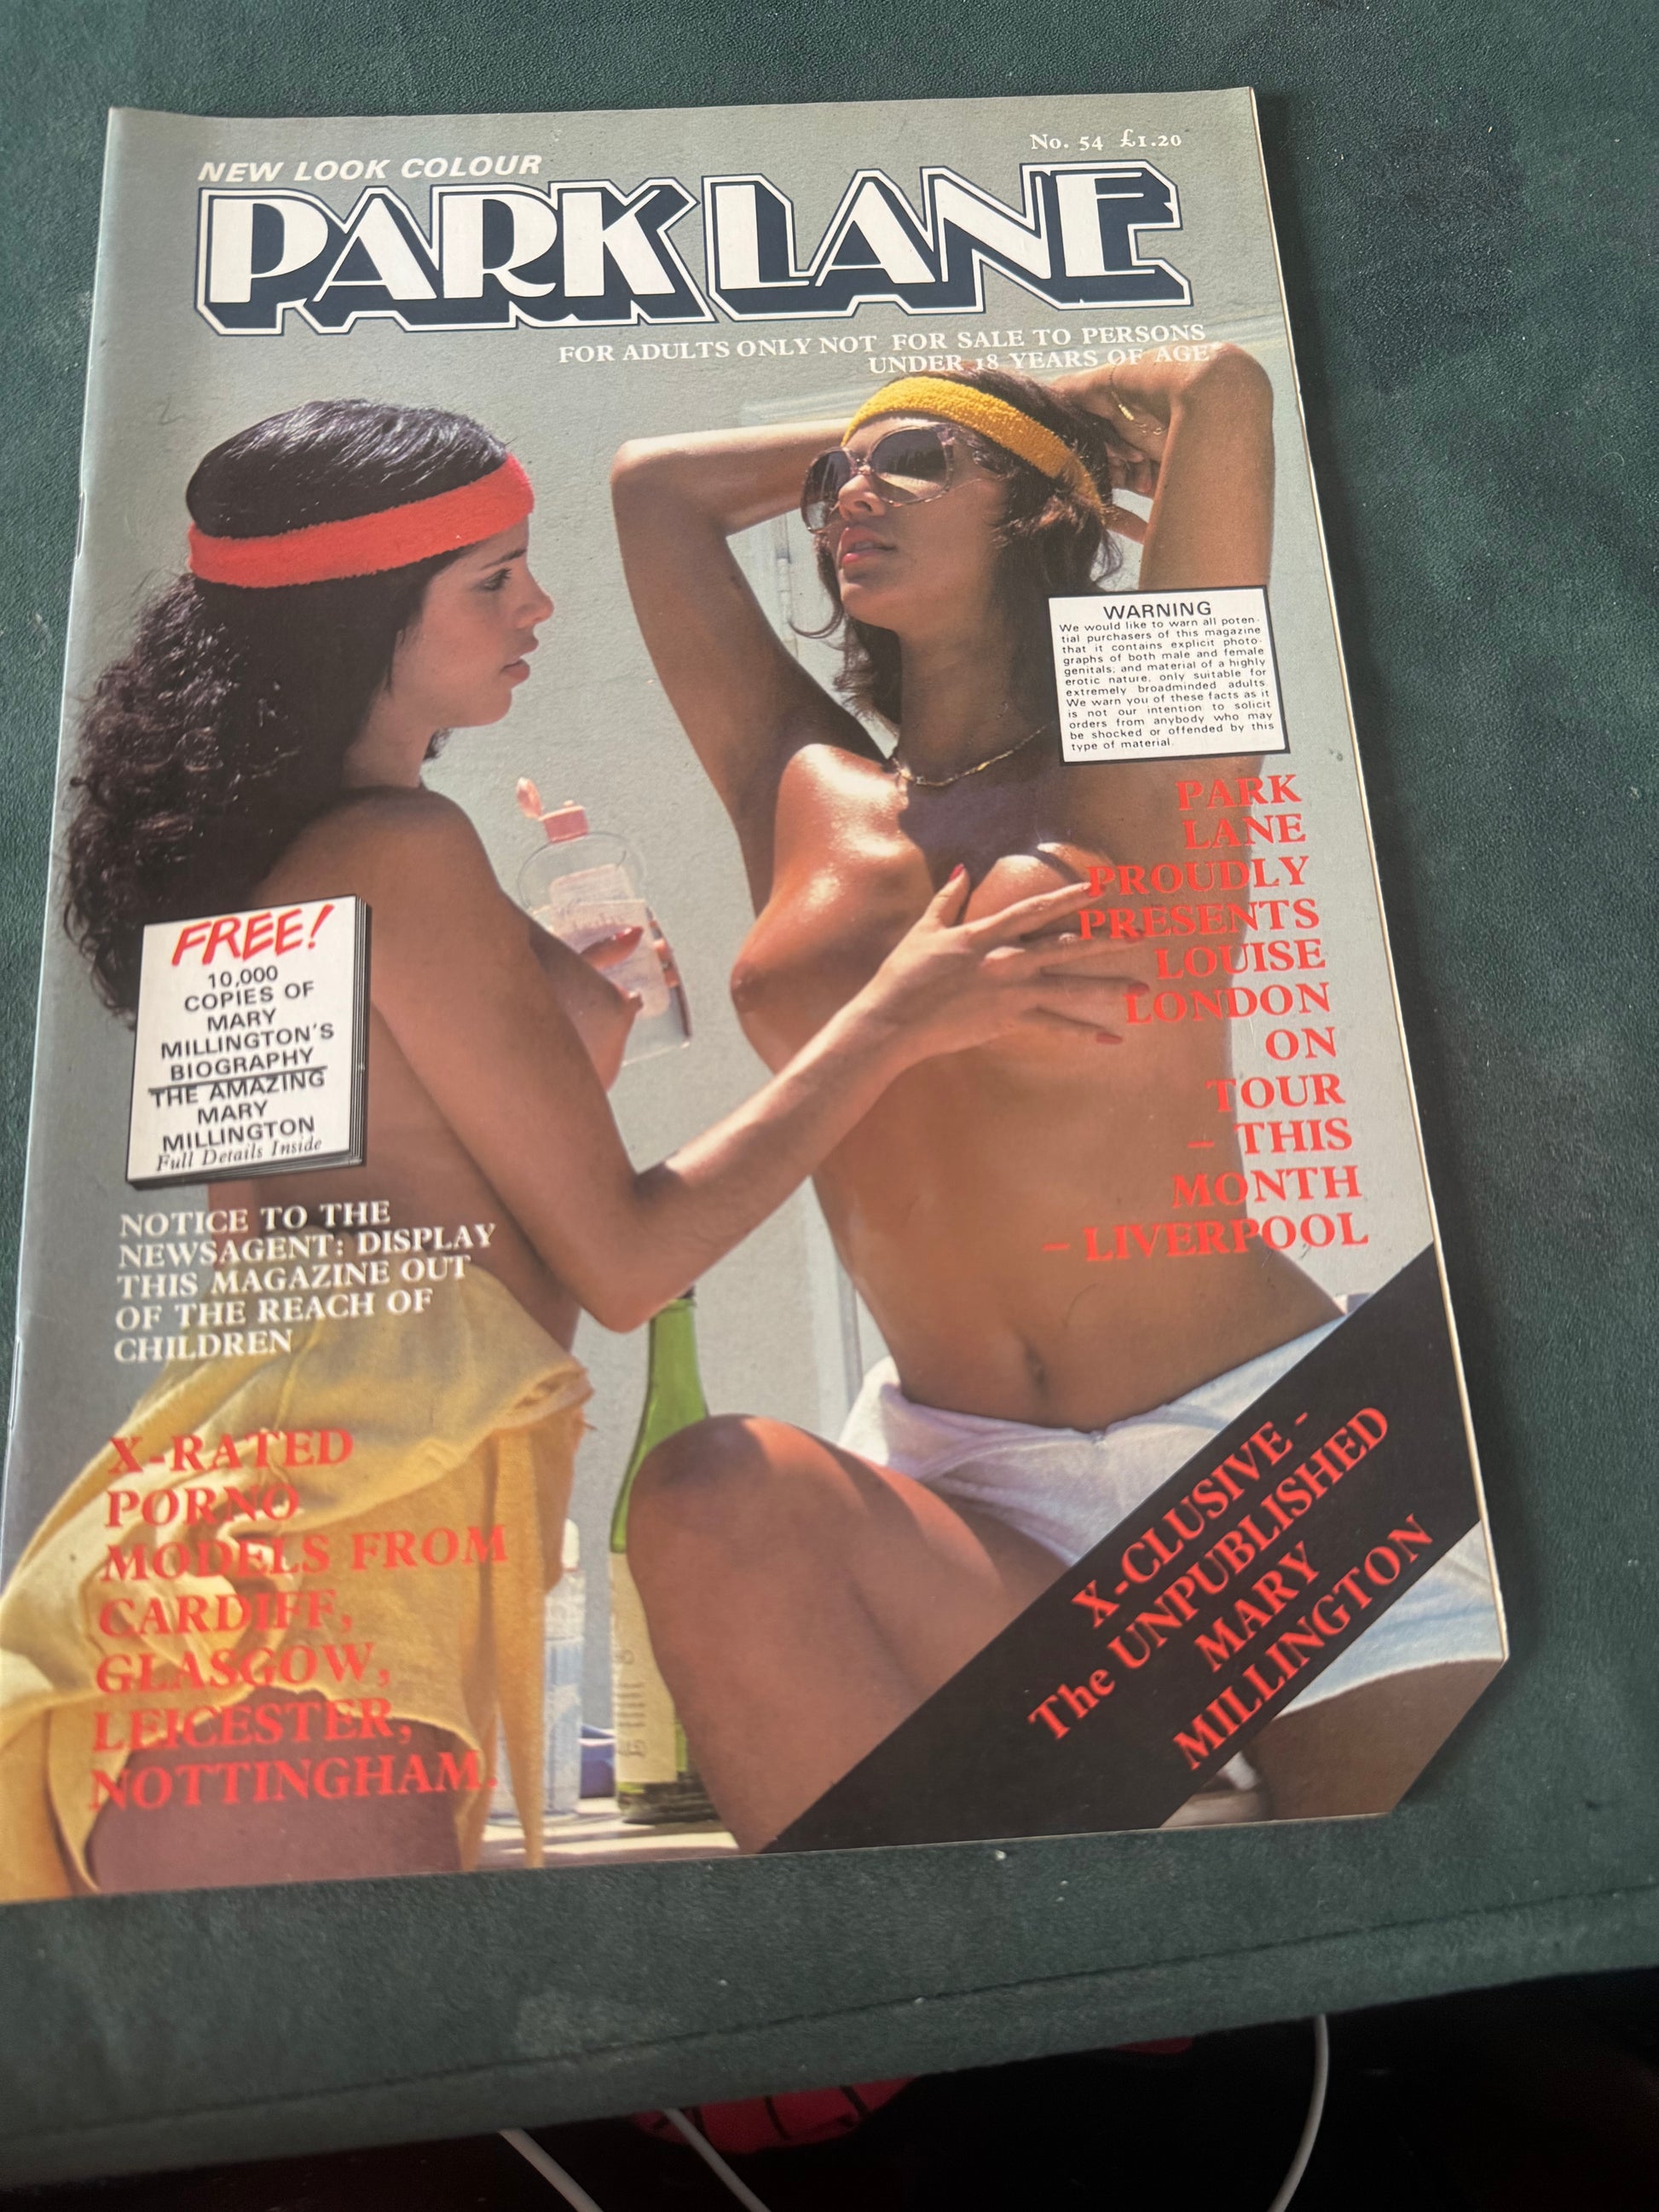 No. 54 £1.20
NEW LOOK COLOUR
PARK LANE
FOR ADULTS ONLY NOT FOR SALE TO PERSONS
UNDER 18 YEARS OF AGE
WARNING
We would like to warn all poten-
tial purchasers of this magazine
that it contains explicit photo-
graphs of both male and female
genitals; and material of a highly
erotic nature, only suitable for
extremely broadminded adults.
We warn you of these facts as it
is not our intention to solicit
orders from anybody who may
be shocked or offended by this
type of material.
PARK
LANE
PROUDLY
PRESENTS
LOUISE
LONDON
ON
TOUR
– THIS
MONTH
– LIVERPOOL
FREE!
10,000
COPIES OF
MARY
MILLINGTON'S
BIOGRAPHY
THE AMAZING
MARY
MILLINGTON
Full Details Inside
NOTICE TO THE
NEWSAGENT: DISPLAY
THIS MAGAZINE OUT
OF THE REACH OF
CHILDREN
X-RATED
PORNO
MODELS FROM
CARDIFF,
GLASGOW,
LEICESTER,
NOTTINGHAM.
X-CLUSIVE -
The UNPUBLISHED
MARY
MILLINGTON